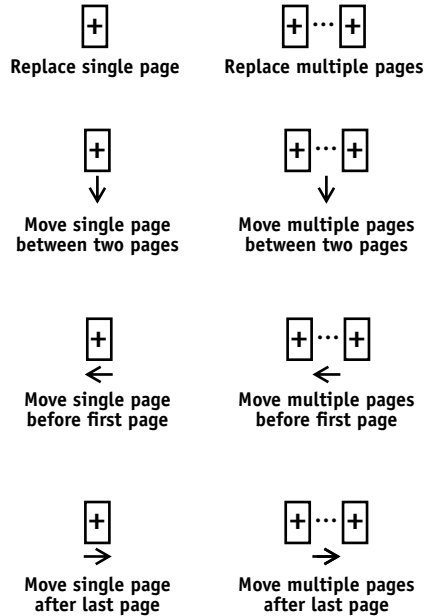 Replace single page
Replace multiple pages
Move single page
between two pages
Move multiple pages
between two pages
Move single page
before first page
Move multiple pages
before first page
Move single page
after last page
Move multiple pages
after last page